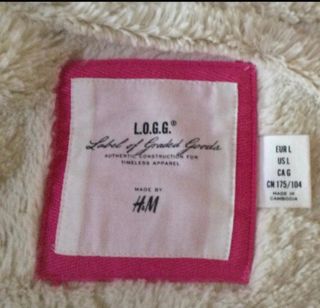 L.O.G.G.®
Label of Graded Goods
AUTHENTIC CONSTRUCTION FOR
TIMELESS APPAREL
MADE BY
H&M
EUR L
US L
CA G
CN 175/104
MADE IN
CAMBODIA